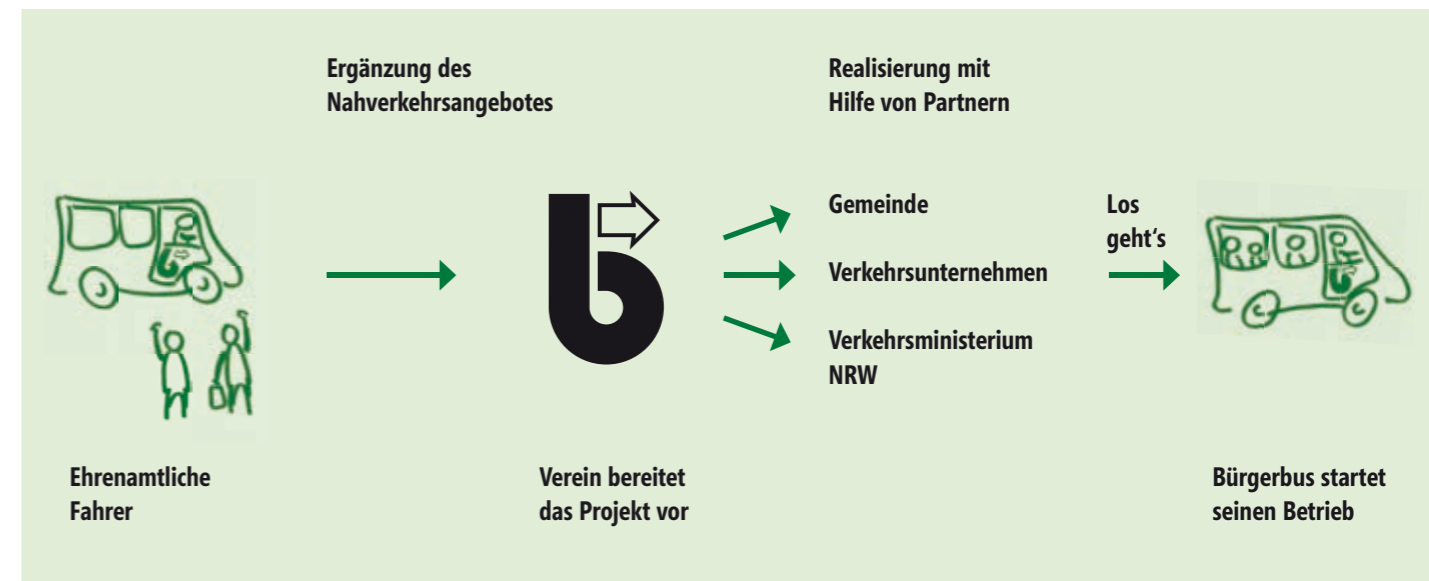 Ergänzung des
Nahverkehrsangebotes
Realisierung mit
Hilfe von Partnern
Gemeinde
Verkehrsunternehmen
Verkehrsministerium
NRW
Los
geht‘s
Ehrenamtliche
Fahrer
Verein bereitet
das Projekt vor
Bürgerbus startet
seinen Betrieb